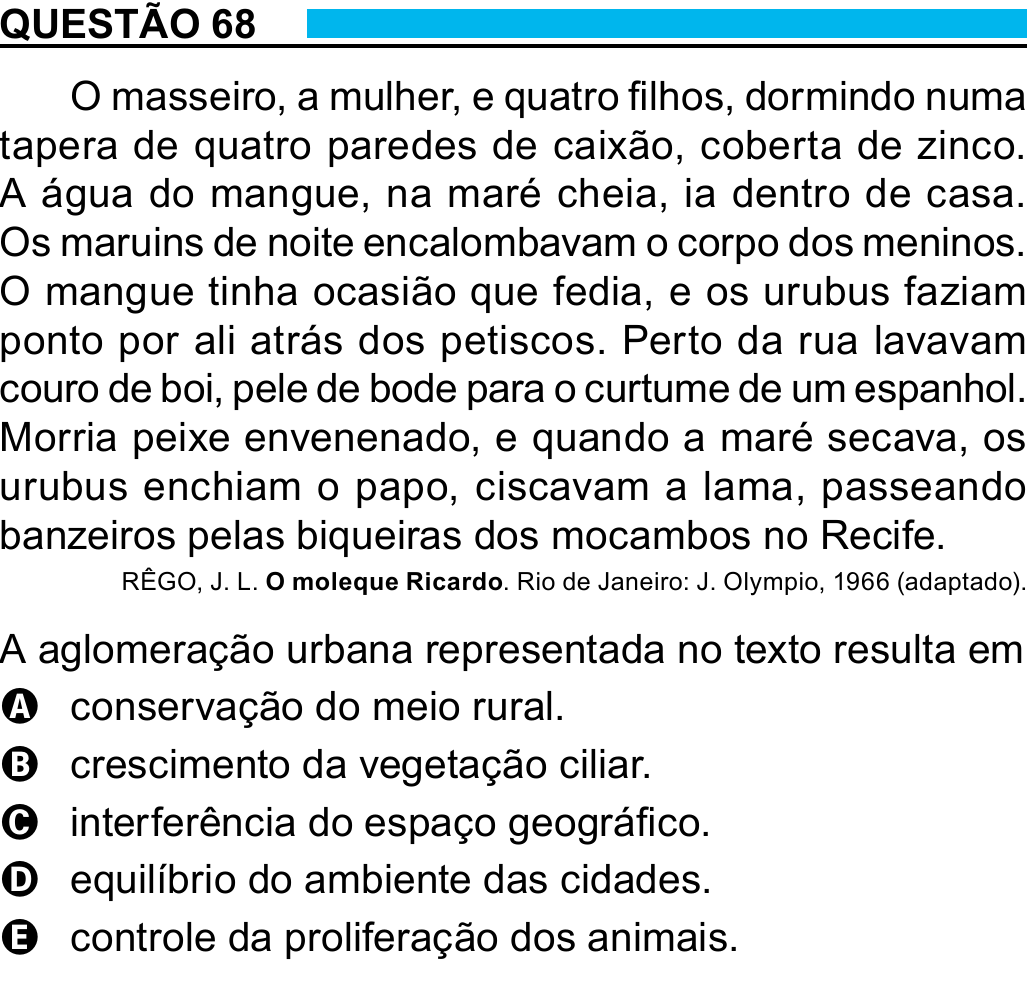 QUESTÃO 68
O masseiro, a mulher, e quatro filhos, dormindo numa
tapera de quatro paredes de caixão, coberta de zinco.
A água do mangue, na maré cheia, ia dentro de casa.
Os maruins de noite encalombavam o corpo dos meninos.
O mangue tinha ocasião que fedia, e os urubus faziam
ponto por ali atrás dos petiscos. Perto da rua lavavam
couro de boi, pele de bode para o curtume de um espanhol.
Morria peixe envenenado, e quando a maré secava, os
urubus enchiam o papo, ciscavam a lama, passeando
banzeiros pelas biqueiras dos mocambos no Recife.
RÊGO, J. L. O moleque Ricardo. Rio de Janeiro: J. Olympio, 1966 (adaptado).
A aglomeração urbana representada no texto resulta em
A conservação do meio rural.
B crescimento da vegetação ciliar.
C interferência do espaço geográfico.
D equilíbrio do ambiente das cidades.
E controle da proliferação dos animais.